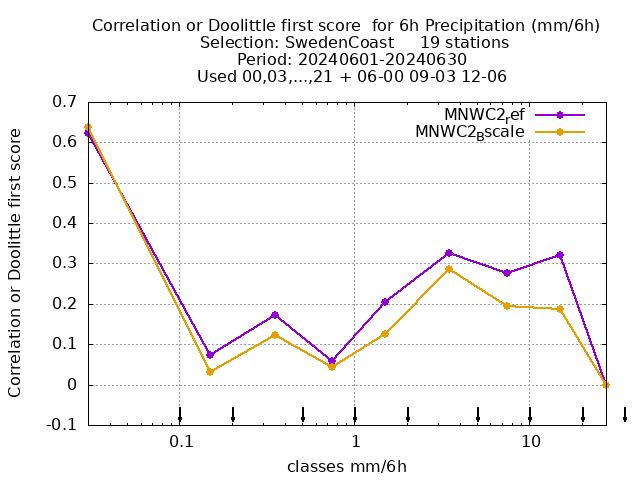 Correlation or Doolittle first score  for 6h Precipitation (mm/6h)
Selection: SwedenCoast     19 stations
Period: 20240601-20240630
Used 00,03,...,21 + 06-00 09-03 12-06
MNWC2ref
MNWC2Bscale
Correlation or Doolittle first score
0.7
0.6
0.5
0.4
0.3
0.2
0.1
0
-0.1
0.1
1
10
classes mm/6h